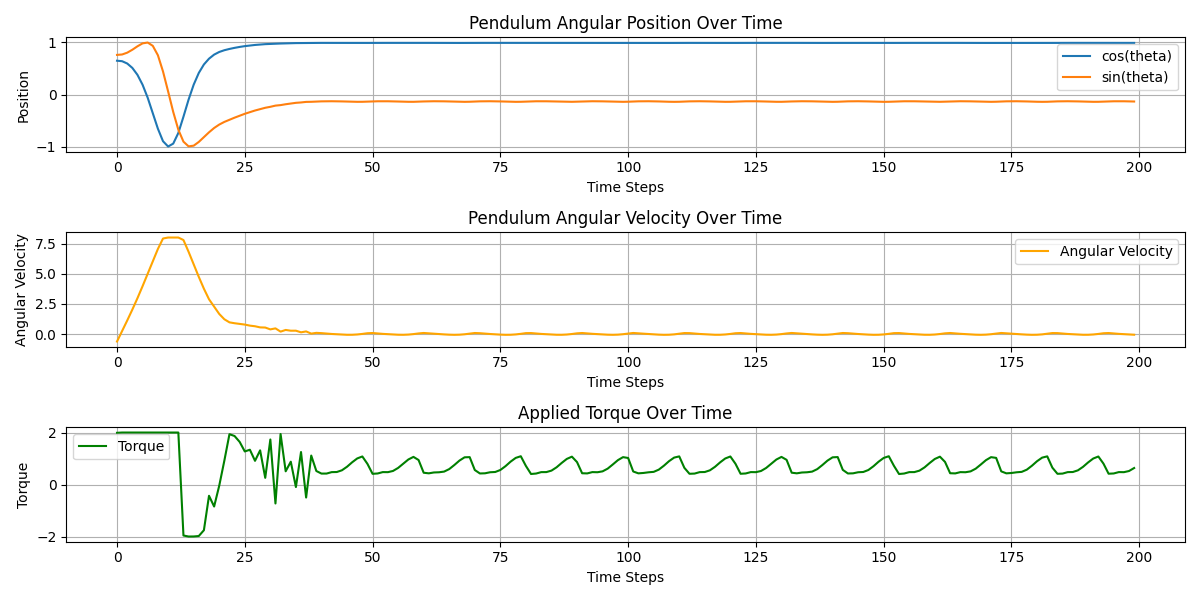 Pendulum Angular Position Over Time
Position
1
0
−1
cos(theta)
sin(theta)
0 25 50 75 100 125 150 175 200
Time Steps
Pendulum Angular Velocity Over Time
Angular Velocity
7.5
5.0
2.5
0.0
Angular Velocity
0 25 50 75 100 125 150 175 200
Time Steps
Applied Torque Over Time
Torque
2
0
−2
Torque
0 25 50 75 100 125 150 175 200
Time Steps